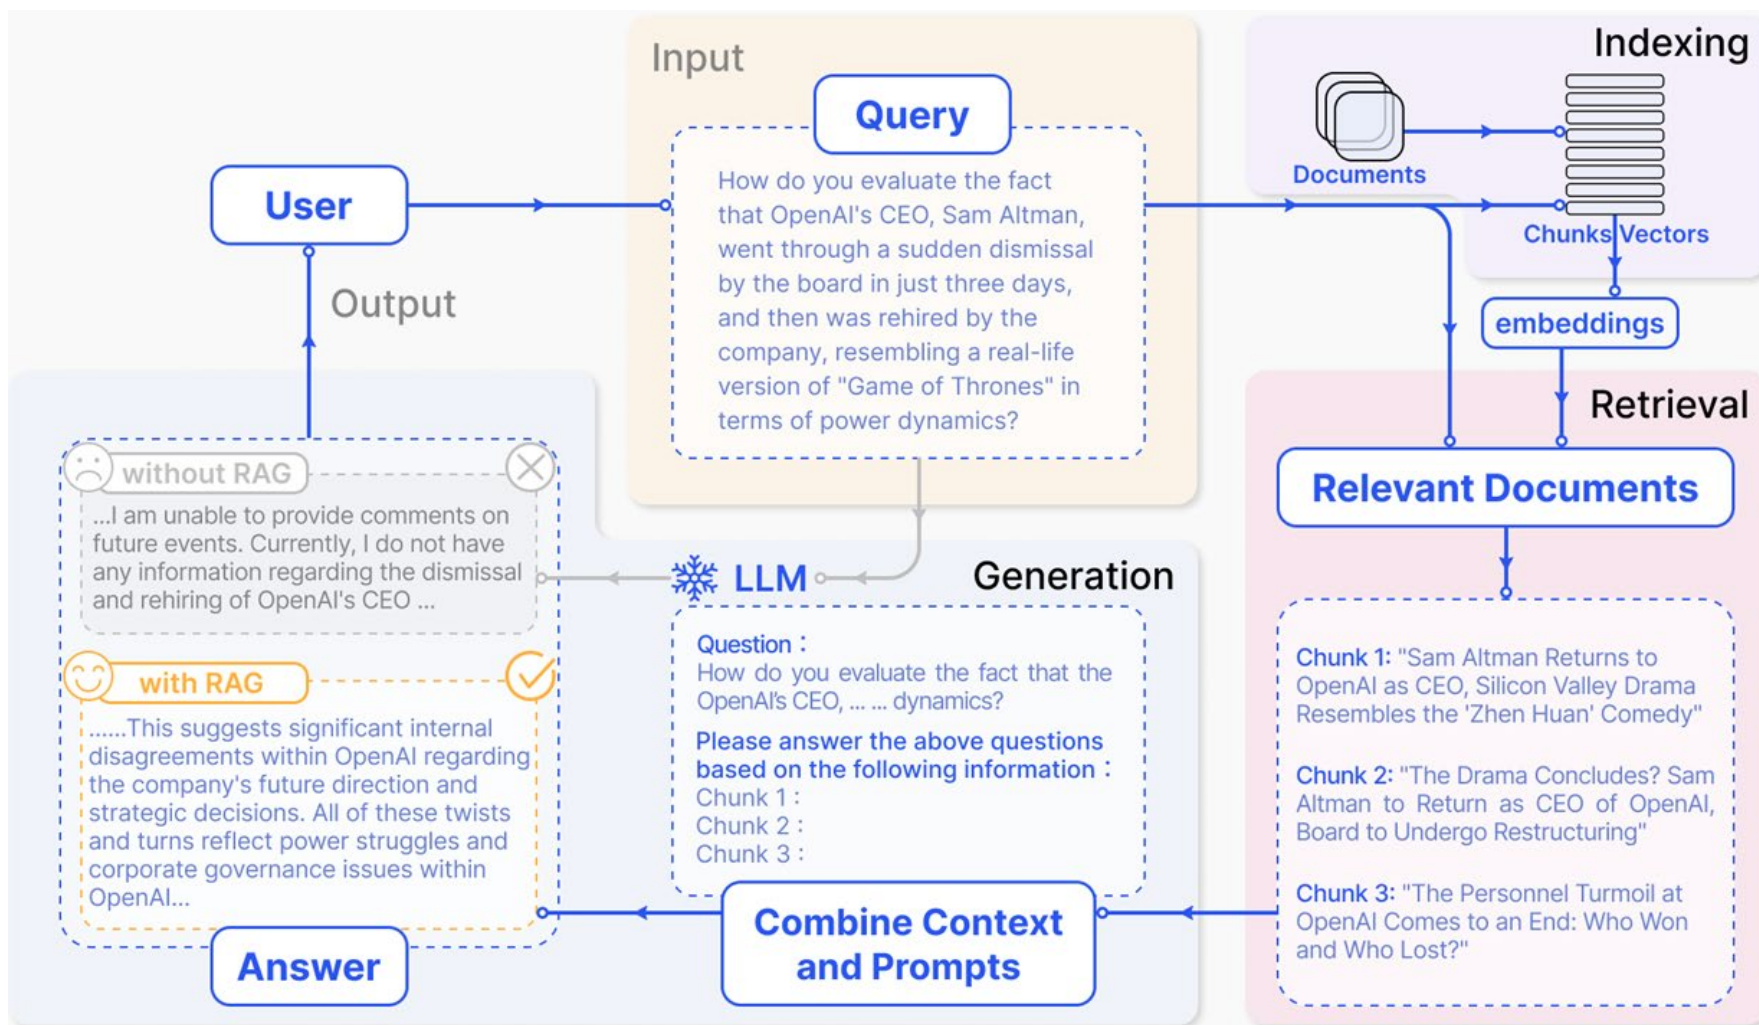 Input
Query
How do you evaluate the fact
that OpenAI's CEO, Sam Altman,
went through a sudden dismissal
by the board in just three days,
and then was rehired by the
company, resembling a real-life
version of "Game of Thrones" in
terms of power dynamics?
Indexing
Documents
Chunks Vectors
embeddings
User
Output
Retrieval
Relevant Documents
Chunk 1: "Sam Altman Returns to
OpenAI as CEO, Silicon Valley Drama
Resembles the 'Zhen Huan' Comedy"
Chunk 2: "The Drama Concludes? Sam
Altman to Return as CEO of OpenAI,
Board to Undergo Restructuring"
Chunk 3: "The Personnel Turmoil at
OpenAI Comes to an End: Who Won
and Who Lost?"
LLM
Generation
Question :
How do you evaluate the fact that the
OpenAI's CEO, ... ... dynamics?
Please answer the above questions
based on the following information :
Chunk 1 :
Chunk 2 :
Chunk 3 :
Combine Context
and Prompts
without RAG
...I am unable to provide comments on
future events. Currently, I do not have
any information regarding the dismissal
and rehiring of OpenAI's CEO ...
with RAG
......This suggests significant internal
disagreements within OpenAI regarding
the company's future direction and
strategic decisions. All of these twists
and turns reflect power struggles and
corporate governance issues within
OpenAI...
Answer